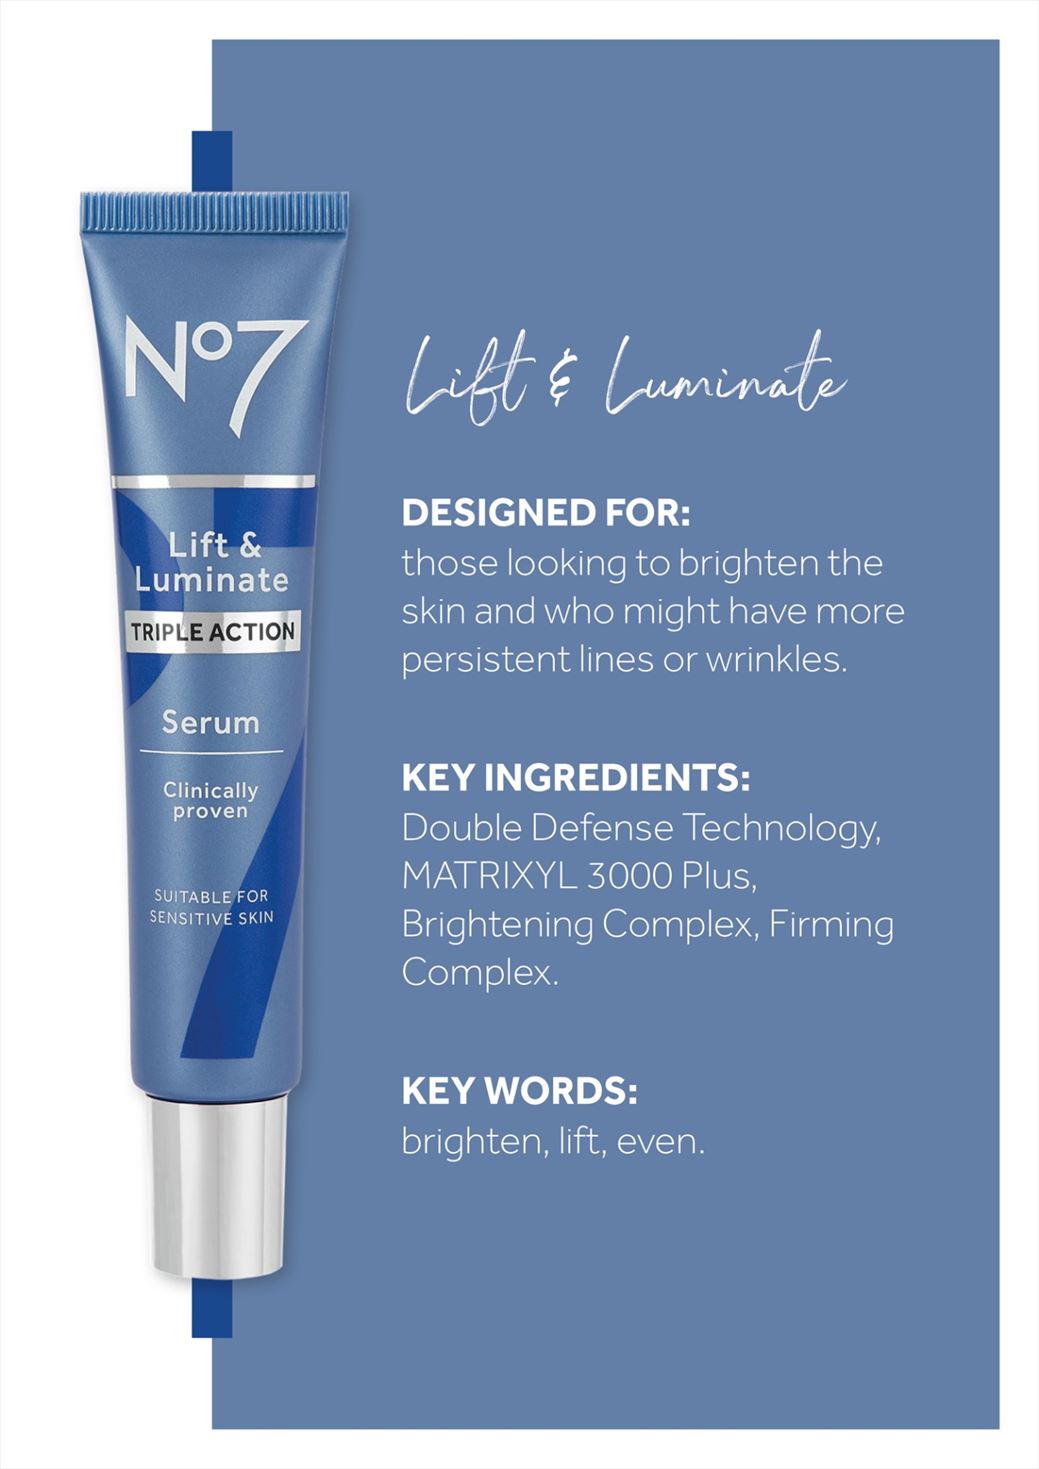 Nº7
Lift &
Luminate
TRIPLE ACTION
Serum
Clinically
proven
SUITABLE FOR
SENSITIVE SKIN
Lift & Luminate
DESIGNED FOR:
those looking to brighten the
skin and who might have more
persistent lines or wrinkles.
KEY INGREDIENTS:
Double Defense Technology,
MATRIXYL 3000 Plus,
Brightening Complex, Firming
Complex.
KEY WORDS:
brighten, lift, even.